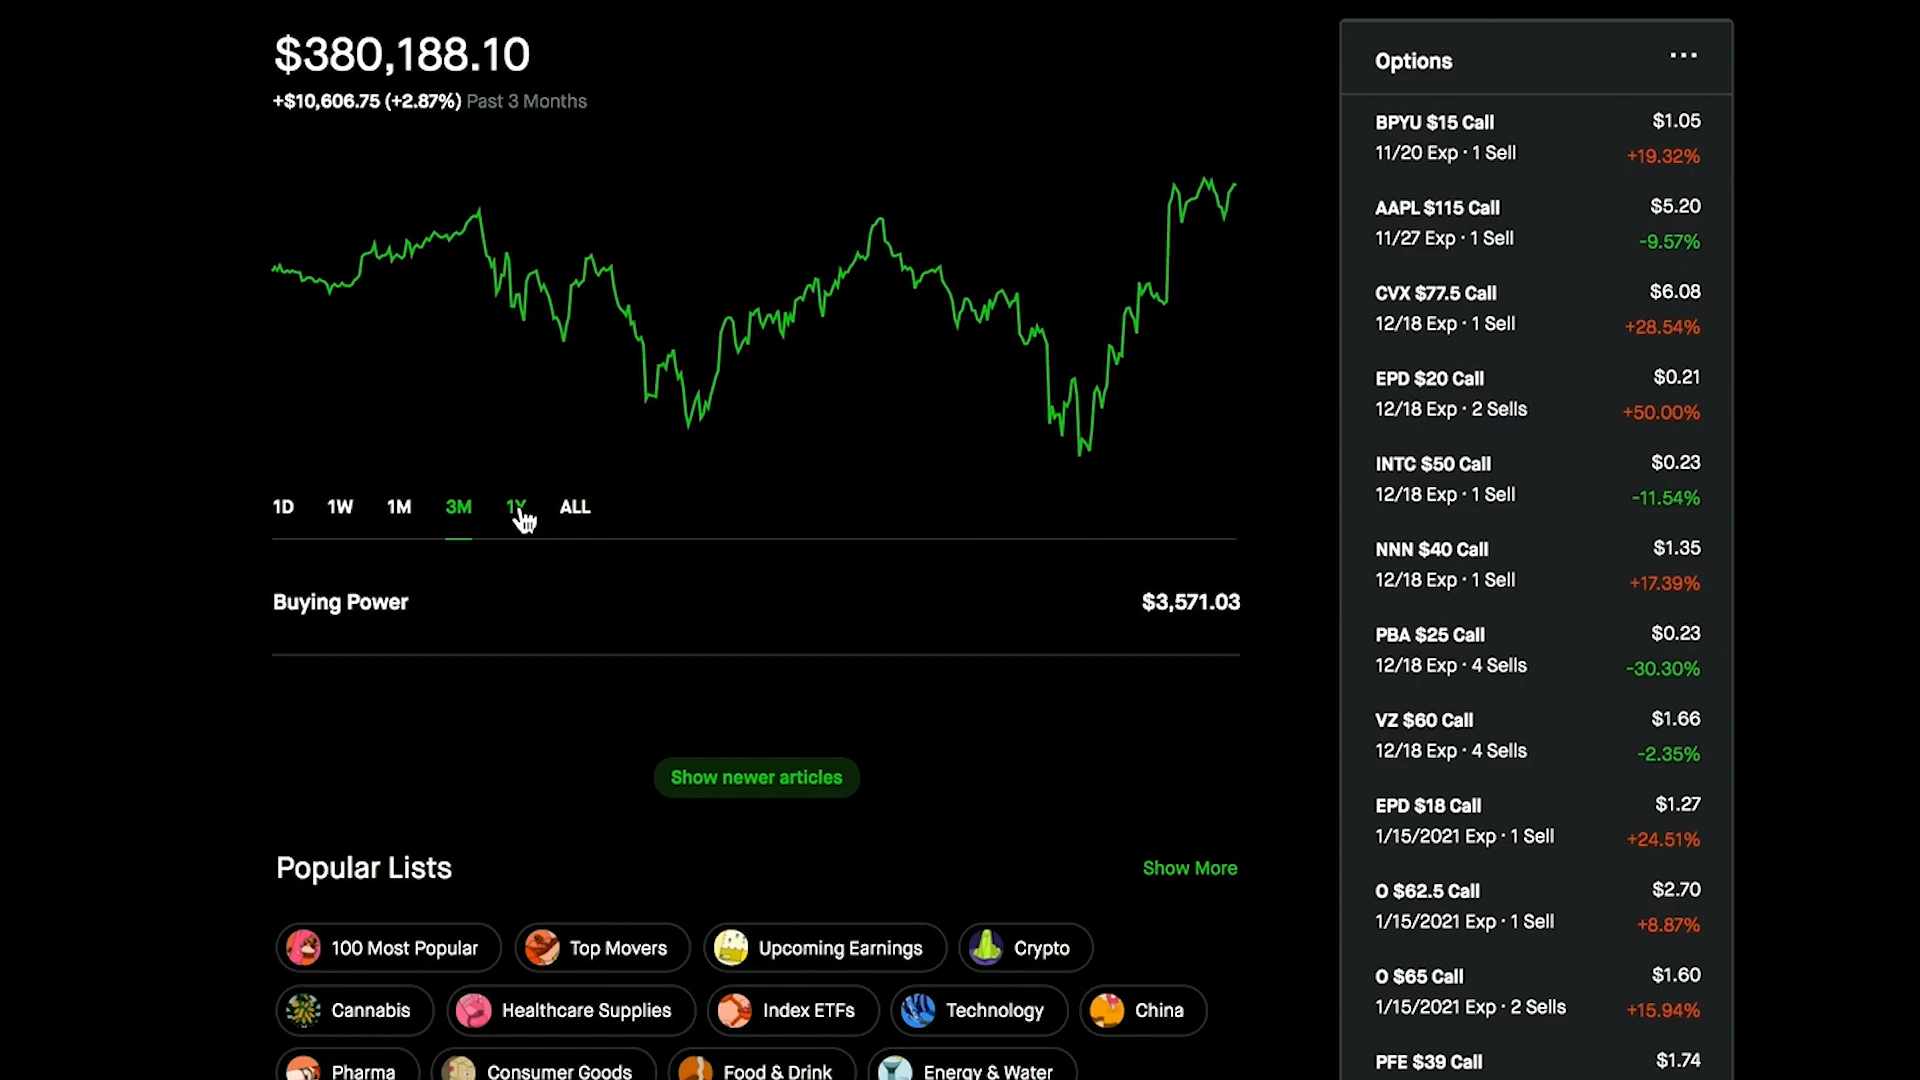 $380,188.10
+$10,606.75 (+2.87%) Past 3 Months
1D 1W 1M 3M 1Y ALL
Buying Power $3,571.03
Show newer articles
Popular Lists Show More
100 Most Popular Top Movers Upcoming Earnings Crypto
Cannabis Healthcare Supplies Index ETFs Technology China
Pharma Consumer Goods Food & Drink Energy & Water
Options ...
BPYU $15 Call $1.05
11/20 Exp · 1 Sell +19.32%
AAPL $115 Call $5.20
11/27 Exp · 1 Sell -9.57%
CVX $77.5 Call $6.08
12/18 Exp · 1 Sell +28.54%
EPD $20 Call $0.21
12/18 Exp · 2 Sells +50.00%
INTC $50 Call $0.23
12/18 Exp · 1 Sell -11.54%
NNN $40 Call $1.35
12/18 Exp · 1 Sell +17.39%
PBA $25 Call $0.23
12/18 Exp · 4 Sells -30.30%
VZ $60 Call $1.66
12/18 Exp · 4 Sells -2.35%
EPD $18 Call $1.27
1/15/2021 Exp · 1 Sell +24.51%
O $62.5 Call $2.70
1/15/2021 Exp · 1 Sell +8.87%
O $65 Call $1.60
1/15/2021 Exp · 2 Sells +15.94%
PFE $39 Call $1.74